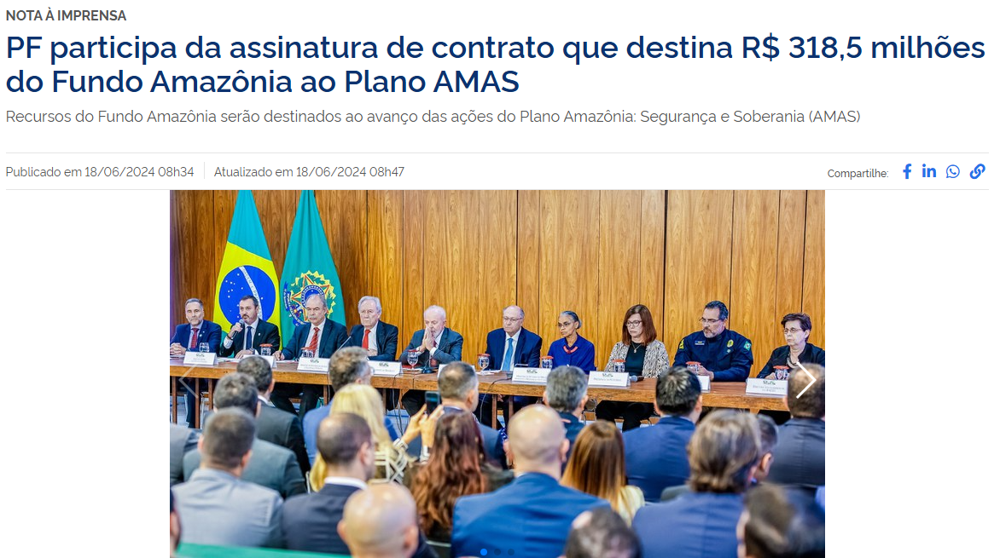 NOTA À IMPRENSA
PF participa da assinatura de contrato que destina R$ 318,5 milhões
do Fundo Amazônia ao Plano AMAS
Recursos do Fundo Amazônia serão destinados ao avanço das ações do Plano Amazônia: Segurança e Soberania (AMAS)
Publicado em 18/06/2024 08h34 Atualizado em 18/06/2024 08h47 Compartilhe: